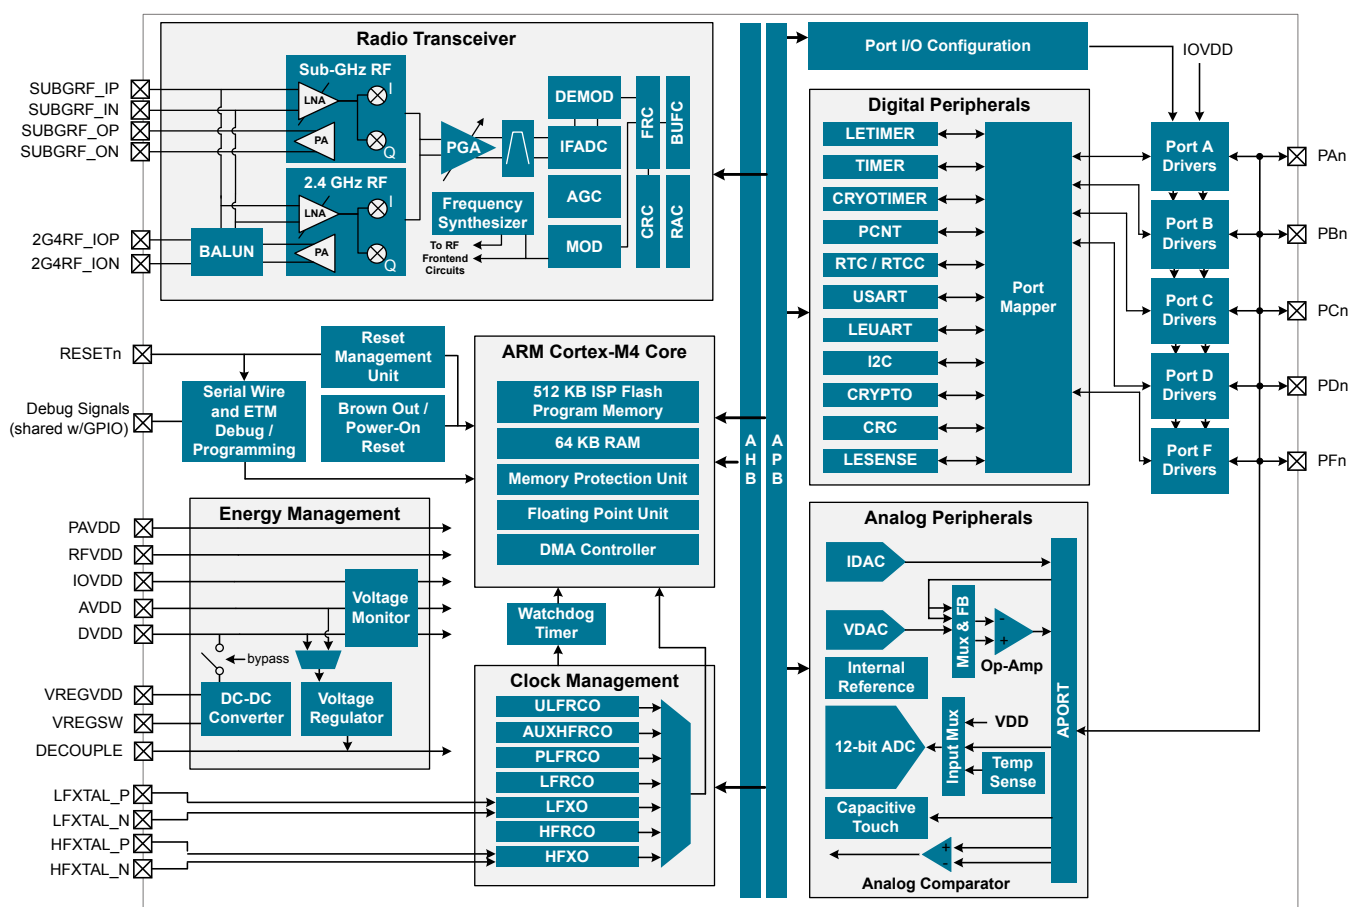 Radio Transceiver
SUBGRF_IP
SUBGRF_IN
SUBGRF_OP
SUBGRF_ON
2G4RF_IOP
2G4RF_ION
BALUN
Sub-GHz RF
LNA
I
PA
Q
2.4 GHz RF
LNA
I
PA
Q
PGA
Frequency
Synthesizer
To RF
Frontend
Circuits
DEMOD
IFADC
AGC
MOD
FRC
BUFC
CRC
RAC
RESETn
Debug Signals
(shared w/GPIO)
Reset
Management
Unit
Serial Wire
and ETM
Debug /
Programming
Brown Out /
Power-On
Reset
ARM Cortex-M4 Core
512 KB ISP Flash
Program Memory
64 KB RAM
Memory Protection Unit
Floating Point Unit
DMA Controller
Watchdog
Timer
Energy Management
PAVDD
RFVDD
IOVDD
AVDD
DVDD
VREGVDD
VREGSW
DECOUPLE
Voltage
Monitor
bypass
DC-DC
Converter
Voltage
Regulator
Clock Management
LFXTAL_P
LFXTAL_N
HFXTAL_P
HFXTAL_N
ULFRCO
AUXHFRCO
PLFRCO
LFRCO
LFXO
HFRCO
HFXO
A
H
B
A
P
B
Port I/O Configuration
IOVDD
Digital Peripherals
LETIMER
TIMER
CRYOTIMER
PCNT
RTC / RTCC
USART
LEUART
I2C
CRYPTO
CRC
LESENSE
Port
Mapper
Port A
Drivers
Port B
Drivers
Port C
Drivers
Port D
Drivers
Port F
Drivers
PAn
PBn
PCn
PDn
PFn
Analog Peripherals
IDAC
VDAC
Mux & FB
-
+
Op-Amp
Internal
Reference
12-bit ADC
Input Mux
VDD
Temp
Sense
APORT
Capacitive
Touch
+
-
Analog Comparator